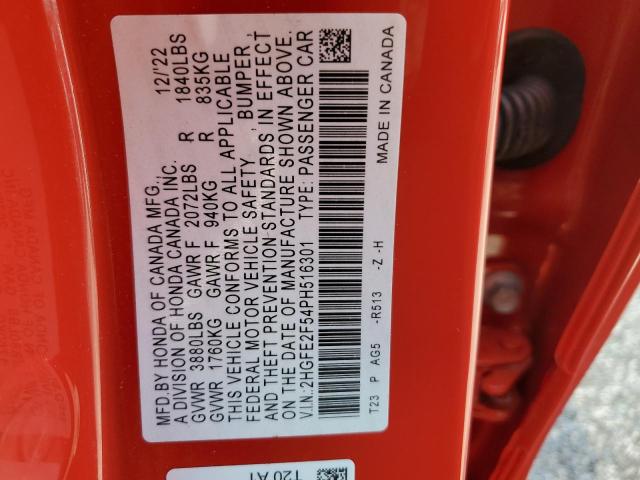 MFD.BY HONDA OF CANADA MFG., 12/'22
A DIVISION OF HONDA CANADA INC.
GVWR 3880LBS GAWR F 2072LBS R 1840LBS
GVWR 1760KG GAWR F 940KG R 835KG
THIS VEHICLE CONFORMS TO ALL APPLICABLE
FEDERAL MOTOR VEHICLE SAFETY , BUMPER ,
AND THEFT PREVENTION STANDARDS IN EFFECT
ON THE DATE OF MANUFACTURE SHOWN ABOVE.
V.I.N.:2HGFE2F54PH516301 TYPE: PASSENGER CAR
T23 P AG5 -R513 -Z -H
MADE IN CANADA
T20 A1